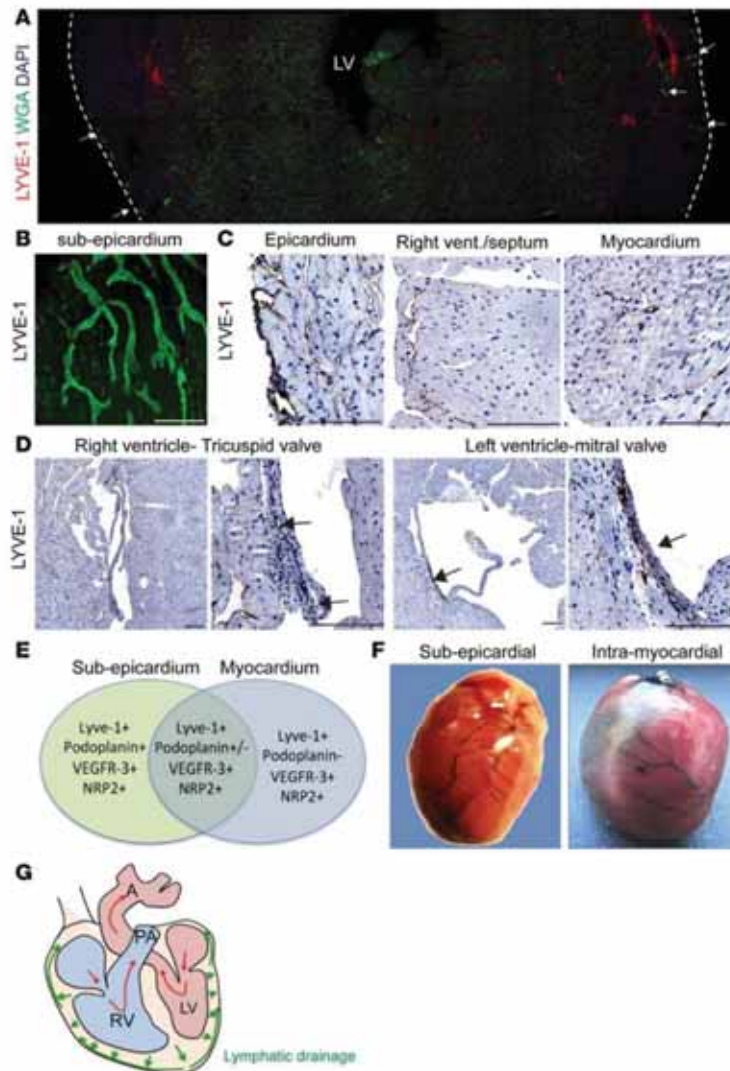 A
LYVE-1 WGA DAPI
LV
B
sub-epicardium
LYVE-1
C
Epicardium
Right vent./septum
Myocardium
LYVE-1
D
Right ventricle- Tricuspid valve
Left ventricle-mitral valve
LYVE-1
E
Sub-epicardium
Myocardium
Lyve-1+
Podoplanin+
VEGFR-3+
NRP2+
Lyve-1+
Podoplanin+/-
VEGFR-3+
NRP2+
Lyve-1+
Podoplanin-
VEGFR-3+
NRP2+
F
Sub-epicardial
Intra-myocardial
G
A
PA
RV
LV
Lymphatic drainage